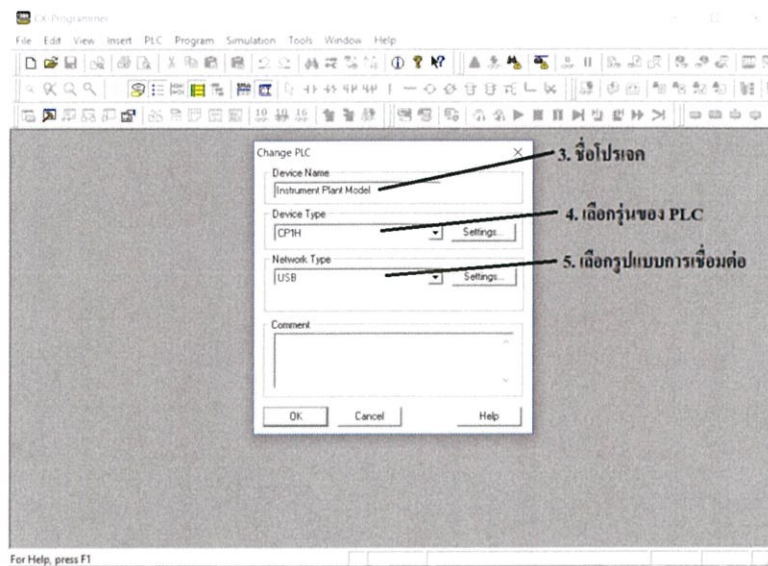 CX-Programmer
File Edit View Insert PLC Program Simulation Tools Window Help
Change PLC
3. ชื่อโปรเจค
Device Name
Instrument Plant Model
Device Type
4. เลือกรุ่นของ PLC
CP1H
Settings...
Network Type
5. เลือกรูปแบบการเชื่อมต่อ
USB
Settings...
Comment
OK Cancel Help
For Help, press F1